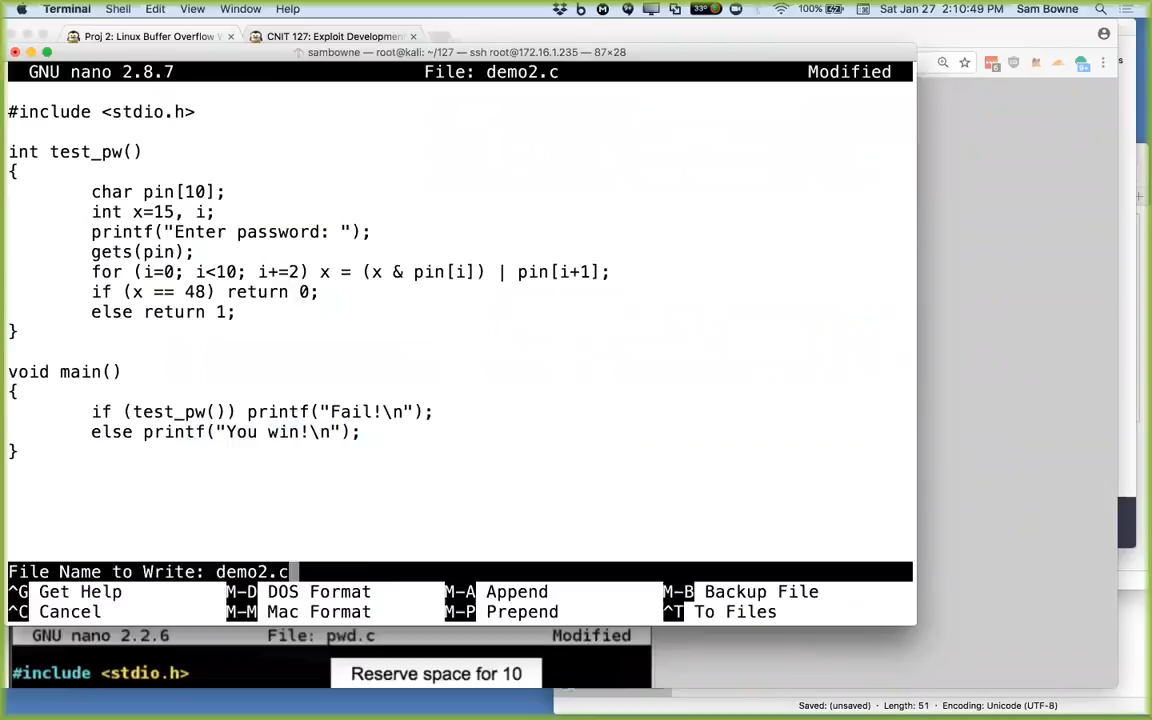 Terminal Shell Edit View Window Help 33° 100% Sat Jan 27 2:10:49 PM Sam Bowne
Proj 2: Linux Buffer Overflow × CNIT 127: Exploit Development ×
sambowne — root@kali: ~/127 — ssh root@172.16.1.235 — 87×28
GNU nano 2.8.7 File: demo2.c Modified
#include <stdio.h>
int test_pw()
{
char pin[10];
int x=15, i;
printf("Enter password: ");
gets(pin);
for (i=0; i<10; i+=2) x = (x & pin[i]) | pin[i+1];
if (x == 48) return 0;
else return 1;
}
void main()
{
if (test_pw()) printf("Fail!\n");
else printf("You win!\n");
}
File Name to Write: demo2.c
^G Get Help M-D DOS Format M-A Append M-B Backup File
^C Cancel M-M Mac Format M-P Prepend ^T To Files
GNU nano 2.2.6 File: pwd.c Modified
#include <stdio.h> Reserve space for 10
Saved: (unsaved) • Length: 51 • Encoding: Unicode (UTF-8)